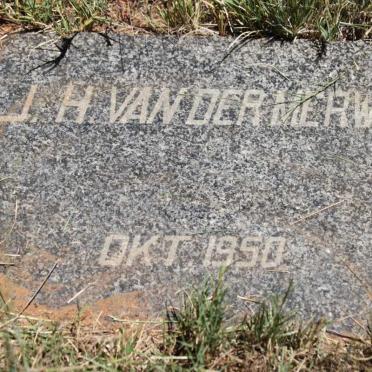 J. H. VAN DER MERW
OKT. 1950